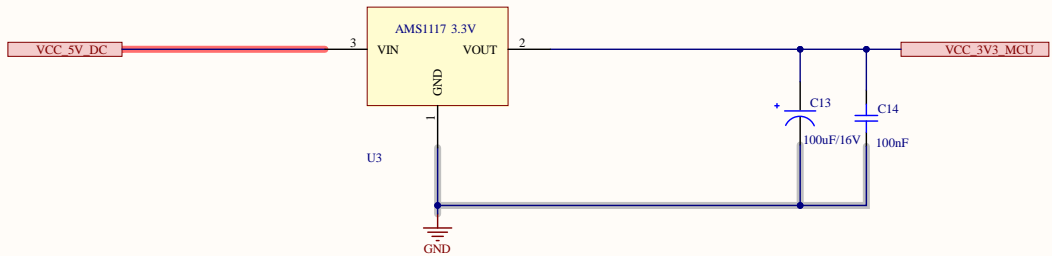 AMS1117 3.3V
VCC_5V_DC
3
VIN
VOUT
2
VCC_3V3_MCU
GND
1
C13
+
C14
100uF/16V
100nF
U3
GND